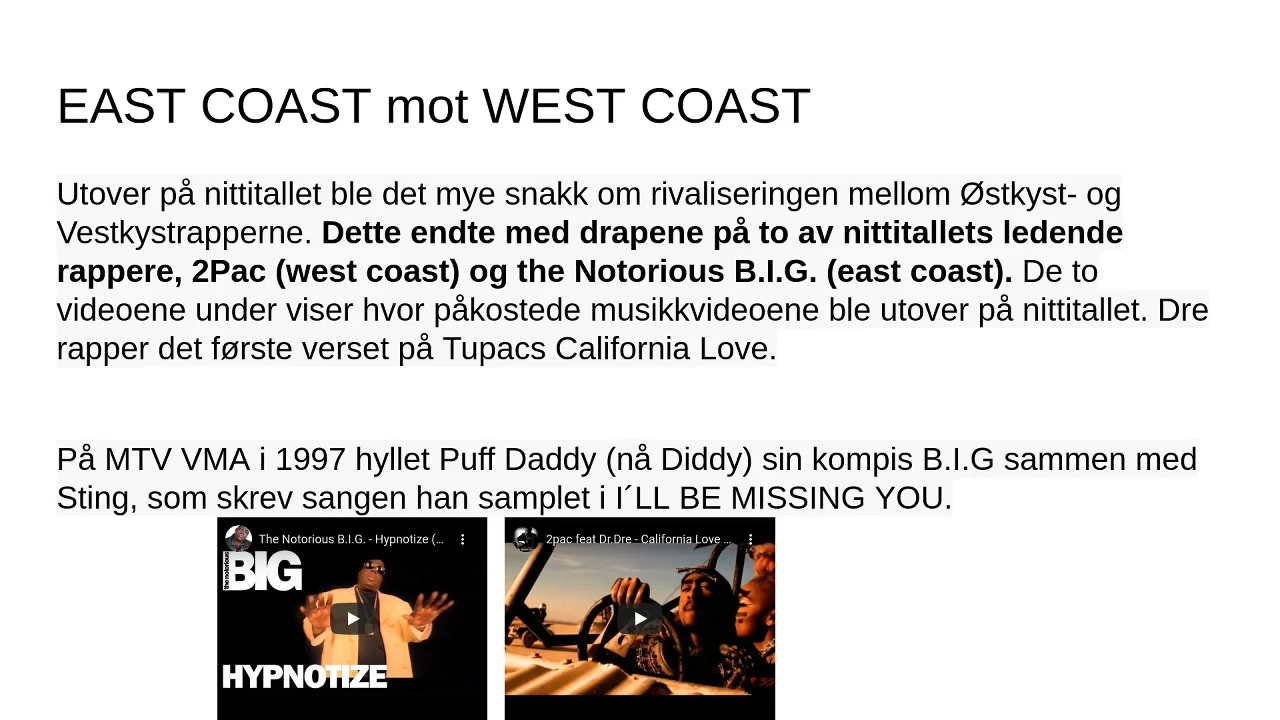 EAST COAST mot WEST COAST
Utover på nittitallet ble det mye snakk om rivaliseringen mellom Østkyst- og
Vestkystrapperne. Dette endte med drapene på to av nittitallets ledende
rappere, 2Pac (west coast) og the Notorious B.I.G. (east coast). De to
videoene under viser hvor påkostede musikkvideoene ble utover på nittitallet. Dre
rapper det første verset på Tupacs California Love.
På MTV VMA i 1997 hyllet Puff Daddy (nå Diddy) sin kompis B.I.G sammen med
Sting, som skrev sangen han samplet i I´LL BE MISSING YOU.
The Notorious B.I.G. - Hypnotize (...
the notorious
BIG
HYPNOTIZE
2pac feat Dr.Dre - California Love ...